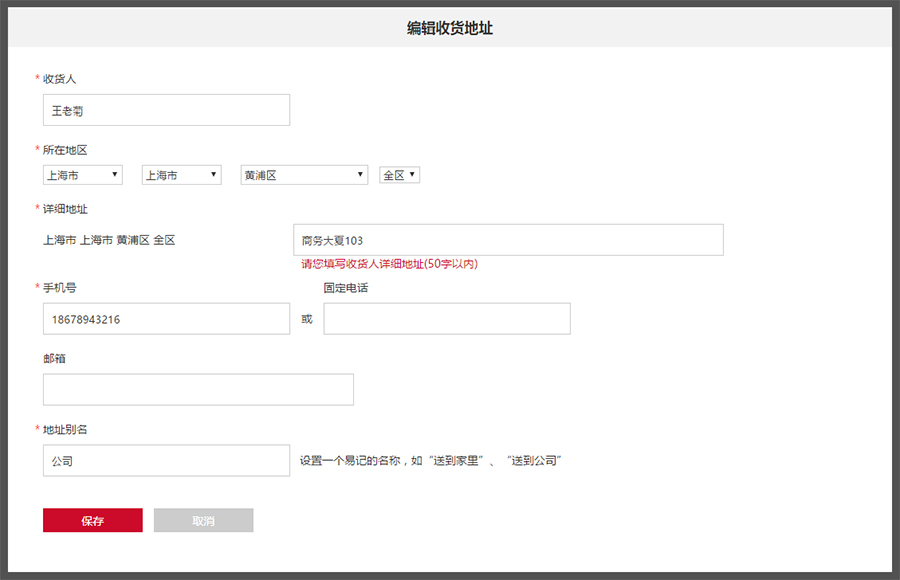 编辑收货地址
* 收货人
王老菊
* 所在地区
上海市 上海市 黄浦区 全区
* 详细地址
上海市 上海市 黄浦区 全区 商务大夏103
请您填写收货人详细地址(50字以内)
* 手机号 固定电话
18678943216 或
邮箱
* 地址别名
公司 设置一个易记的名称，如“送到家里”、“送到公司”
保存 取消